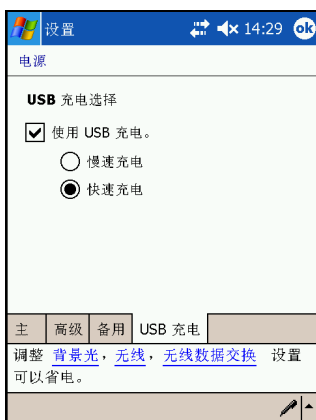 设置 14:29 ok
电源
USB 充电选择
使用 USB 充电。
慢速充电
快速充电
主 高级 备用 USB 充电
调整 背景光，无线，无线数据交换 设置
可以省电。